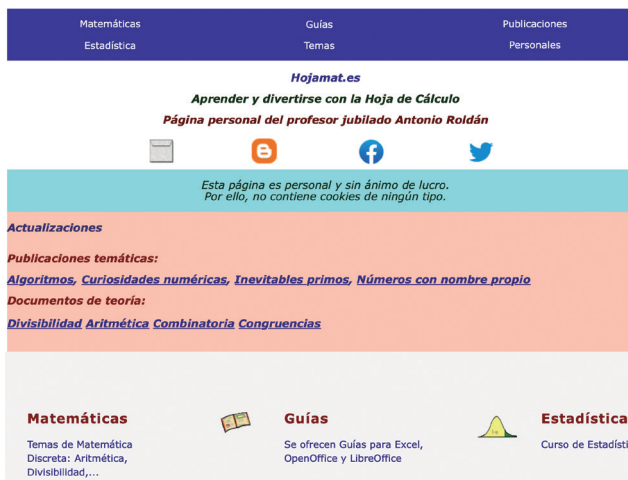 Matemáticas Guías Publicaciones
Estadística Temas Personales
Hojamat.es
Aprender y divertirse con la Hoja de Cálculo
Página personal del profesor jubilado Antonio Roldán
Esta página es personal y sin ánimo de lucro.
Por ello, no contiene cookies de ningún tipo.
Actualizaciones
Publicaciones temáticas:
Algoritmos, Curiosidades numéricas, Inevitables primos, Números con nombre propio
Documentos de teoría:
Divisibilidad Aritmética Combinatoria Congruencias
Matemáticas
Temas de Matemática
Discreta: Aritmética,
Divisibilidad,...
Guías
Se ofrecen Guías para Excel,
OpenOffice y LibreOffice
Estadística
Curso de Estadísti